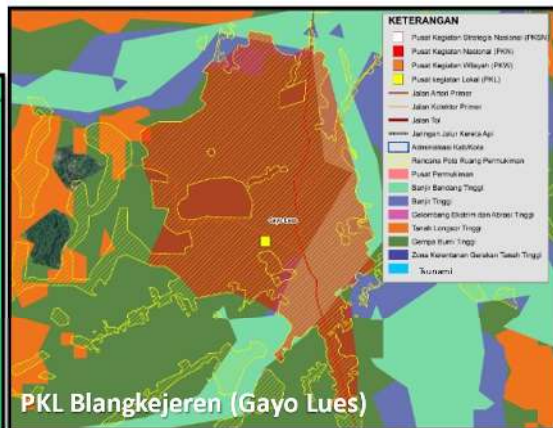 KETERANGAN
Pusat Kegiatan Strategis Nasional (PKSN)
Pusat Kegiatan Nasional (PKN)
Pusat Kegiatan Wilayah (PKW)
Pusat kegiatan Lokal (PKL)
Jalan Arteri Primer
Jalan Kolektor Primer
Jalan Tol
Jaringan Jalur Kereta Api
Administrasi Kab/Kota
Rencana Pola Ruang Permukiman
Pusat Permukiman
Banjir Bandang Tinggi
Banjir Tinggi
Gelombang Ekstrim dan Abrasi Tinggi
Tanah Longsor Tinggi
Gempa Bumi Tinggi
Zona Kerentanan Gerakan Tanah Tinggi
Tsunami
Gayo Lues
PKL Blangkejeren (Gayo Lues)